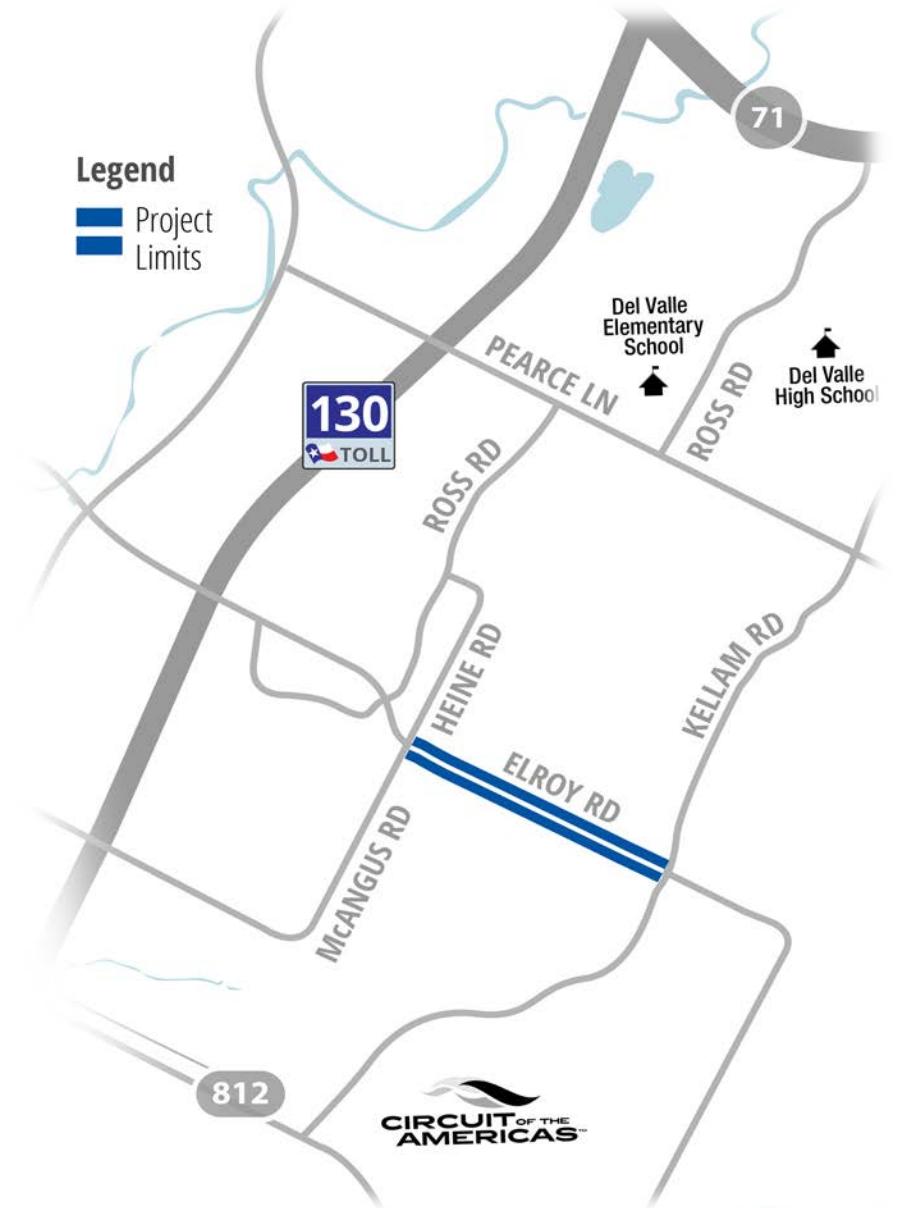 71
Legend
Project
Limits
Del Valle
Elementary
School
PEARCE LN
ROSS RD
Del Valle
High School
130
TOLL
ROSS RD
HEINE RD
KELLAM RD
ELROY RD
McANGUS RD
812
CIRCUIT OF THE
AMERICAS™